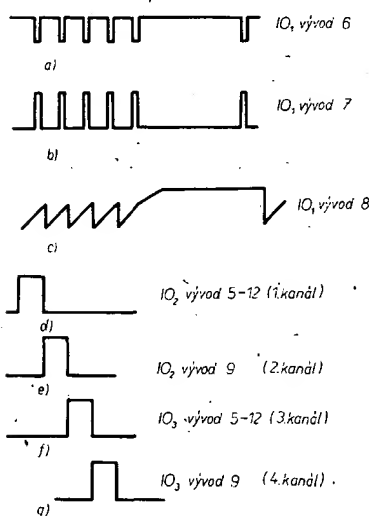 IO₁ vývod 6
a)
IO₁ vývod 7
b)
IO₁ vývod 8
c)
IO₂ vývod 5-12 (1.kanál)
d)
IO₂ vývod 9 (2.kanál)
e)
IO₃ vývod 5-12 (3.kanál)
f)
IO₃ vývod 9 (4.kanál)
g)